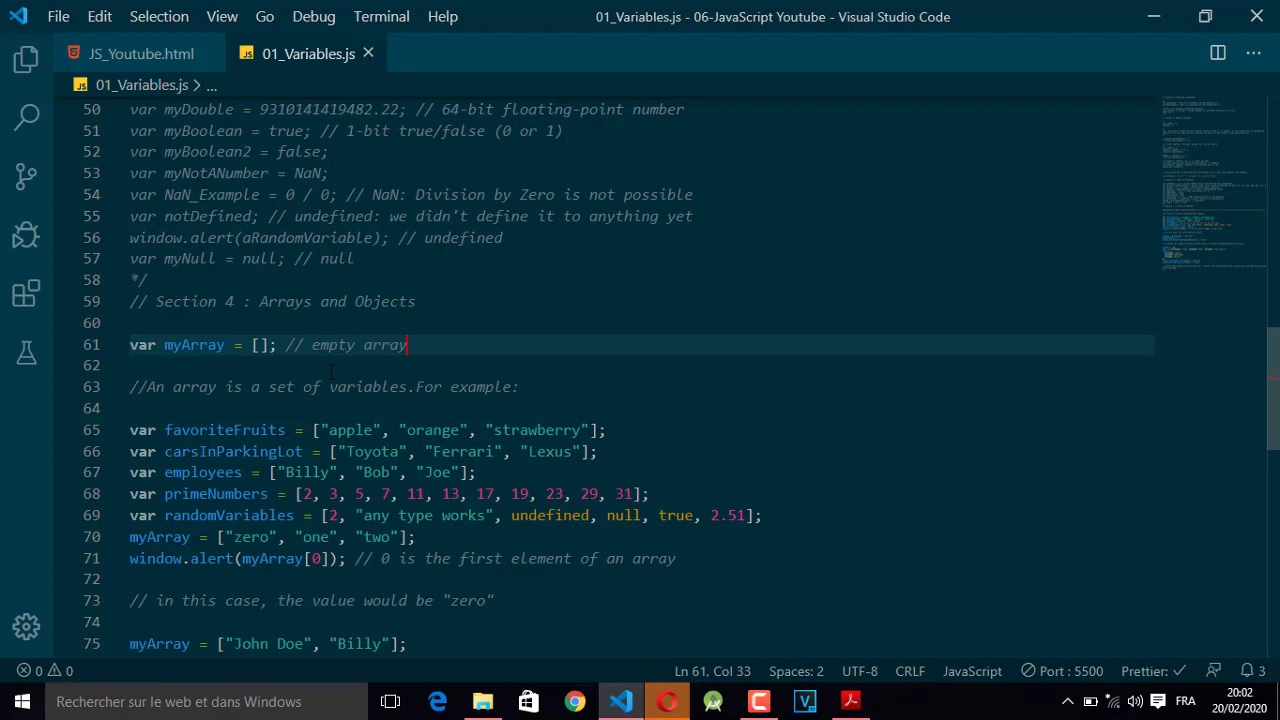 File Edit Selection View Go Debug Terminal Help 01_Variables.js - 06-JavaScript Youtube - Visual Studio Code
JS_Youtube.html JS 01_Variables.js
JS 01_Variables.js > ...
50 var myDouble = 9310141419482.22; // 64-bit floating-point number
51 var myBoolean = true; // 1-bit true/false (0 or 1)
52 var myBoolean2 = false;
53 var myNotANumber = NaN;
54 var NaN_Example = 0 / 0; // NaN: Division by Zero is not possible
55 var notDefined; // undefined: we didn't define it to anything yet
56 window.alert(aRandomVariable); // undefined
57 var myNull = null; // null
58 */
59 // Section 4 : Arrays and Objects
60
61 var myArray = []; // empty array
62
63 //An array is a set of variables.For example:
64
65 var favoriteFruits = ["apple", "orange", "strawberry"];
66 var carsInParkingLot = ["Toyota", "Ferrari", "Lexus"];
67 var employees = ["Billy", "Bob", "Joe"];
68 var primeNumbers = [2, 3, 5, 7, 11, 13, 17, 19, 23, 29, 31];
69 var randomVariables = [2, "any type works", undefined, null, true, 2.51];
70 myArray = ["zero", "one", "two"];
71 window.alert(myArray[0]); // 0 is the first element of an array
72
73 // in this case, the value would be "zero"
74
75 myArray = ["John Doe", "Billy"];
0 0 Ln 61, Col 33 Spaces: 2 UTF-8 CRLF JavaScript Port : 5500 Prettier: 3
Rechercher sur le web et dans Windows FRA 20:02
20/02/2020